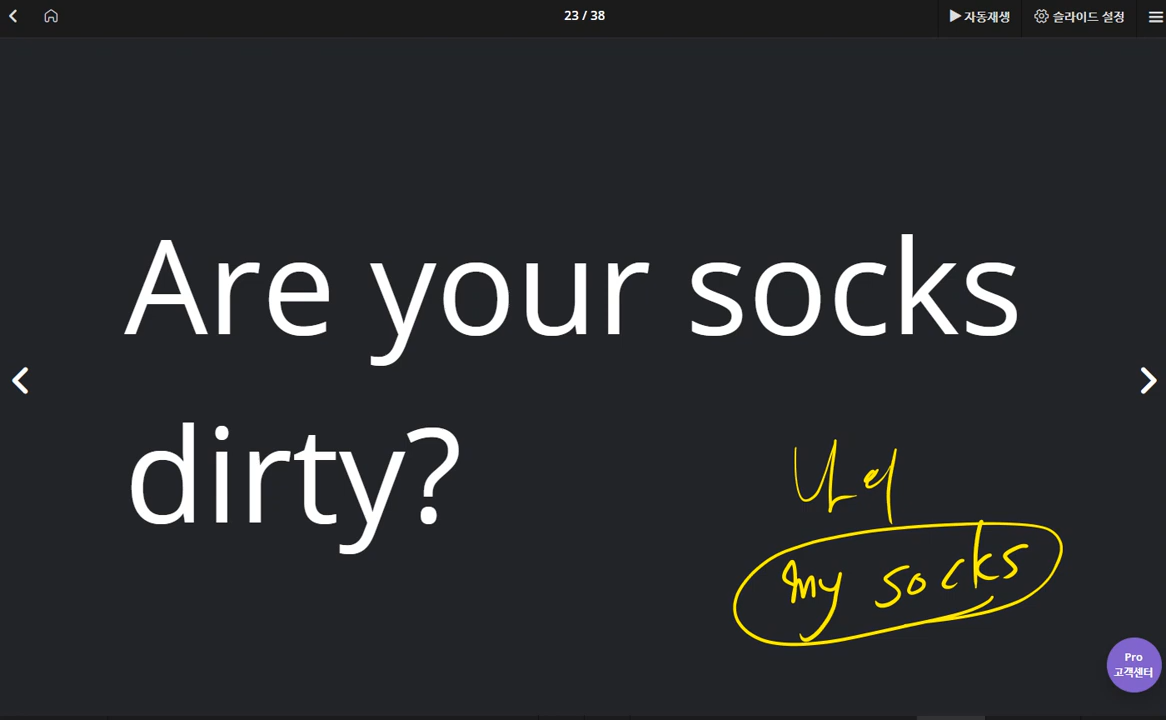 23 / 38
▶ 자동재생
슬라이드 설정
Are your socks
dirty?
my socks
Pro
고객센터